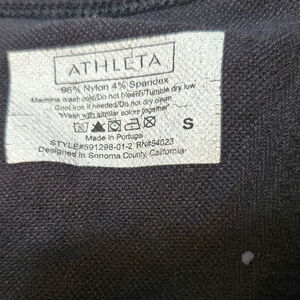 ATHLETA
96% Nylon 4% Spandex
Machine wash cold/Do not bleach/Tumble dry low
Cool iron if needed/Do not dry clean
"Wash with similar colors together"
S
Made in Portugal
STYLE#591298-01-2 RN#54023
Designed in Sonoma County, California